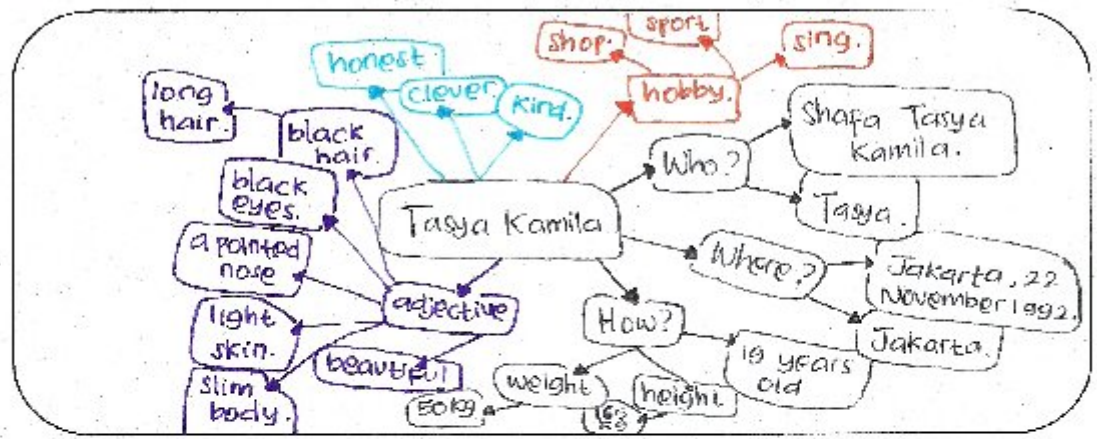 sport
shop.
sing.
hobby.
honest
clever
kind.
long
hair.
black
hair.
black
eyes.
a pointed
nose
light
skin.
slim
body.
beautiful
adjective
Tasya Kamila
Who?
Shafa Tasya
Kamila.
Tasya.
Where?
Jakarta, 22
November 1992.
Jakarta.
How?
19 years
old
weight
50 kg
height